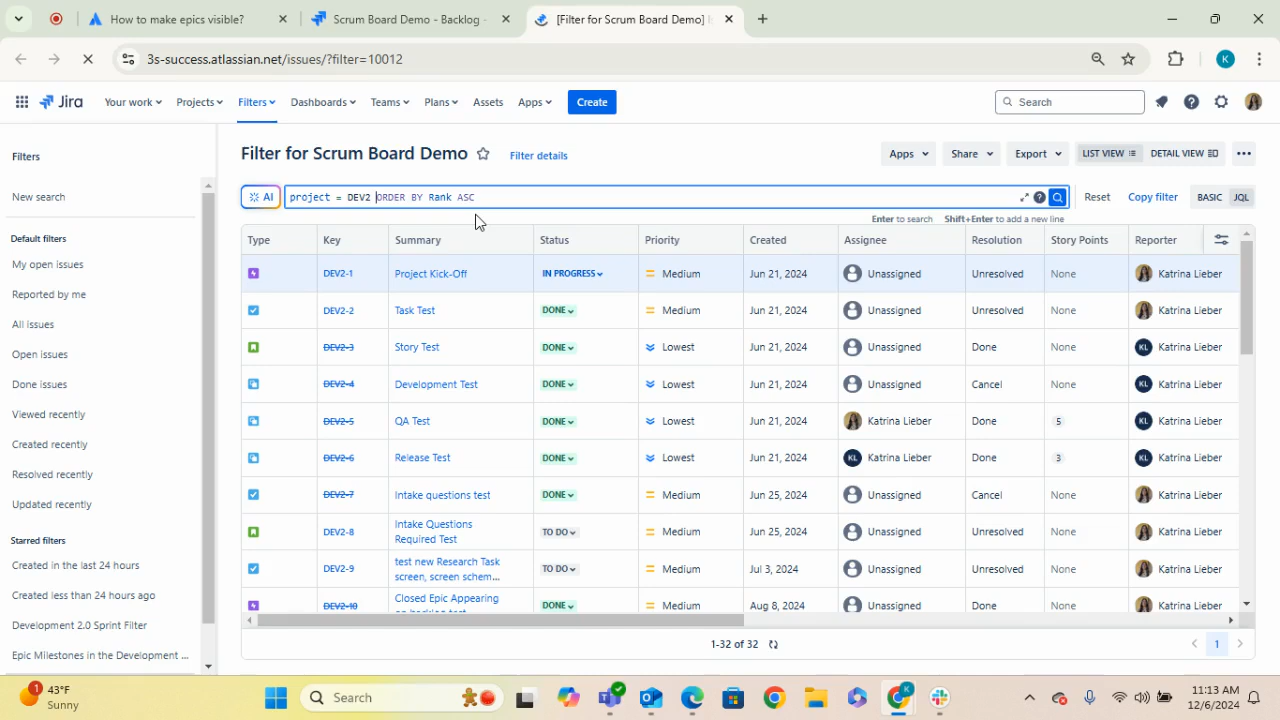 How to make epics visible?
Scrum Board Demo - Backlog -
[Filter for Scrum Board Demo]
3s-success.atlassian.net/issues/?filter=10012
K
Jira
Your work
Projects
Filters
Dashboards
Teams
Plans
Assets
Apps
Create
Search
Filters
New search
Default filters
My open issues
Reported by me
All issues
Open issues
Done issues
Viewed recently
Created recently
Resolved recently
Updated recently
Starred filters
Created in the last 24 hours
Created less than 24 hours ago
Development 2.0 Sprint Filter
Epic Milestones in the Development ...
Filter for Scrum Board Demo
Filter details
Apps
Share
Export
LIST VIEW
DETAIL VIEW
AI
project = DEV2 ORDER BY Rank ASC
Reset
Copy filter
BASIC
JQL
Enter to search Shift+Enter to add a new line
Type Key Summary Status Priority Created Assignee Resolution Story Points Reporter
DEV2-1 Project Kick-Off IN PROGRESS Medium Jun 21, 2024 Unassigned Unresolved None Katrina Lieber
DEV2-2 Task Test DONE Medium Jun 21, 2024 Unassigned Unresolved None Katrina Lieber
DEV2-3 Story Test DONE Lowest Jun 21, 2024 Unassigned Done None KL Katrina Lieber
DEV2-4 Development Test DONE Lowest Jun 21, 2024 Unassigned Cancel None KL Katrina Lieber
DEV2-5 QA Test DONE Lowest Jun 21, 2024 Katrina Lieber Done 5 KL Katrina Lieber
DEV2-6 Release Test DONE Lowest Jun 21, 2024 KL Katrina Lieber Done 3 KL Katrina Lieber
DEV2-7 Intake questions test DONE Medium Jun 25, 2024 Unassigned Cancel None KL Katrina Lieber
DEV2-8 Intake Questions
Required Test TO DO Medium Jun 25, 2024 Unassigned Unresolved None KL Katrina Lieber
DEV2-9 test new Research Task
screen, screen schem... TO DO Medium Jul 3, 2024 Unassigned Unresolved None KL Katrina Lieber
DEV2-10 Closed Epic Appearing
on backlog test DONE Medium Aug 8, 2024 Unassigned Done None KL Katrina Lieber
1-32 of 32
1
1
43°F
Sunny
Search
K
11:13 AM
12/6/2024